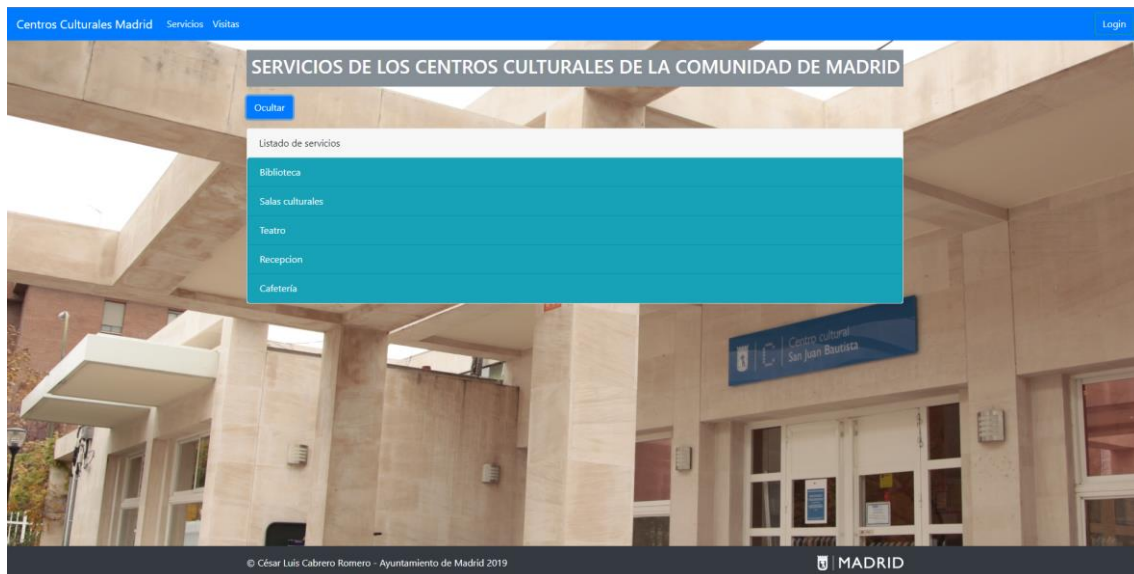 Centros Culturales Madrid Servicios Visitas Login
SERVICIOS DE LOS CENTROS CULTURALES DE LA COMUNIDAD DE MADRID
Ocultar
Listado de servicios
Biblioteca
Salas culturales
Teatro
Recepcion
Cafetería
Centro cultural
San Juan Bautista
© César Luis Cabrero Romero - Ayuntamiento de Madrid 2019 MADRID